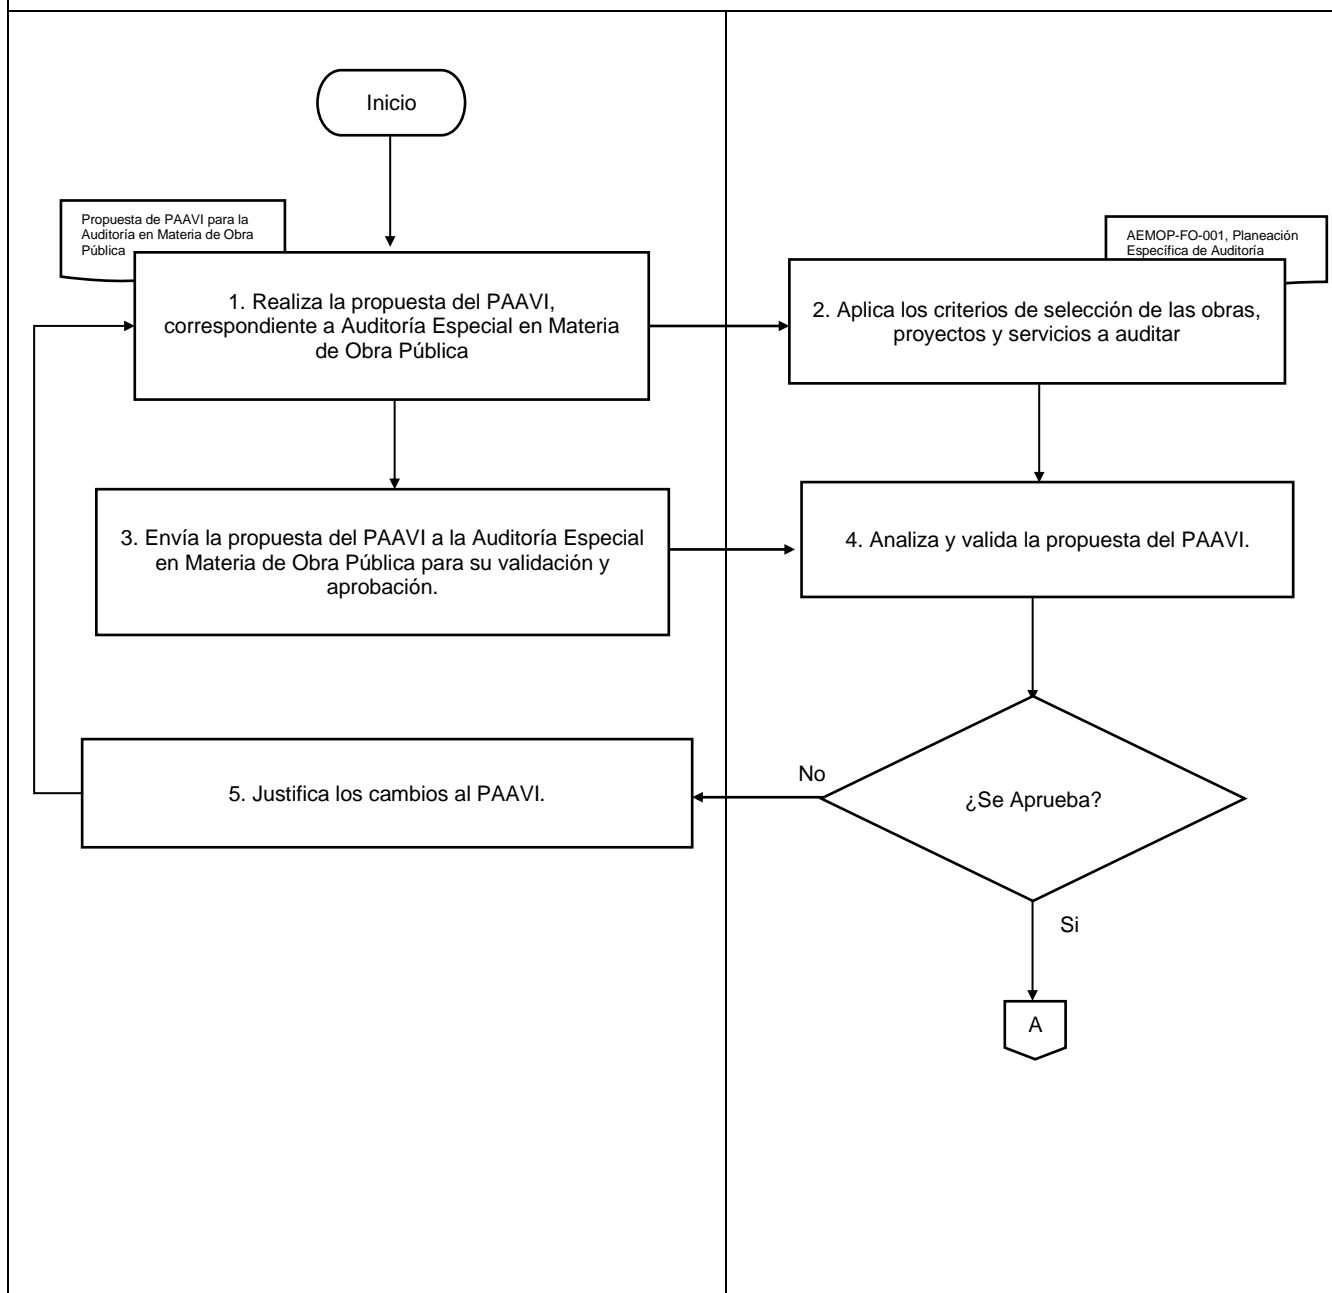 Inicio
Propuesta de PAAVI para la
Auditoría en Materia de Obra
Pública
AEMOP-FO-001, Planeación
Específica de Auditoría
1. Realiza la propuesta del PAAVI,
correspondiente a Auditoría Especial en Materia
de Obra Pública
2. Aplica los criterios de selección de las obras,
proyectos y servicios a auditar
3. Envía la propuesta del PAAVI a la Auditoría Especial
en Materia de Obra Pública para su validación y
aprobación.
4. Analiza y valida la propuesta del PAAVI.
5. Justifica los cambios al PAAVI.
No
¿Se Aprueba?
Si
A